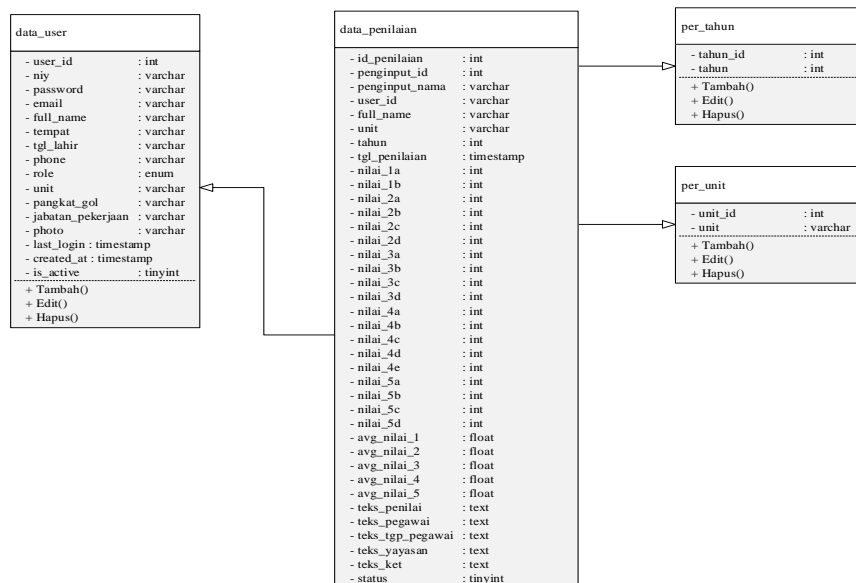 data_user
- user_id : int
- niy : varchar
- password : varchar
- email : varchar
- full_name : varchar
- tempat : varchar
- tgl_lahir : varchar
- phone : varchar
- role : enum
- unit : varchar
- pangkat_gol : varchar
- jabatan_pekerjaan : varchar
- photo : varchar
- last_login : timestamp
- created_at : timestamp
- is_active : tinyint
+ Tambah()
+ Edit()
+ Hapus()
data_penilaian
- id_penilaian : int
- penginput_id : int
- penginput_nama : varchar
- user_id : varchar
- full_name : varchar
- unit : varchar
- tahun : int
- tgl_penilaian : timestamp
- nilai_1a : int
- nilai_1b : int
- nilai_2a : int
- nilai_2b : int
- nilai_2c : int
- nilai_2d : int
- nilai_3a : int
- nilai_3b : int
- nilai_3c : int
- nilai_3d : int
- nilai_4a : int
- nilai_4b : int
- nilai_4c : int
- nilai_4d : int
- nilai_4e : int
- nilai_5a : int
- nilai_5b : int
- nilai_5c : int
- nilai_5d : int
- avg_nilai_1 : float
- avg_nilai_2 : float
- avg_nilai_3 : float
- avg_nilai_4 : float
- avg_nilai_5 : float
- teks_penilai : text
- teks_pegawai : text
- teks_tgp_pegawai : text
- teks_yayasan : text
- teks_ket : text
- status : tinyint
per_tahun
- tahun_id : int
- tahun : int
+ Tambah()
+ Edit()
+ Hapus()
per_unit
- unit_id : int
- unit : varchar
+ Tambah()
+ Edit()
+ Hapus()